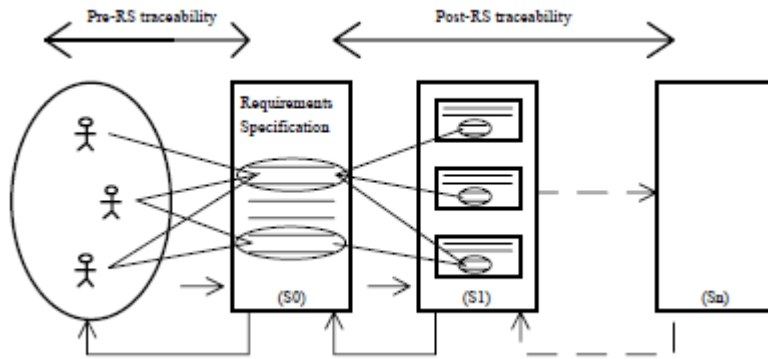 Pre-RS traceability
Post-RS traceability
Requirements
Specification
(S0)
(S1)
(Sn)